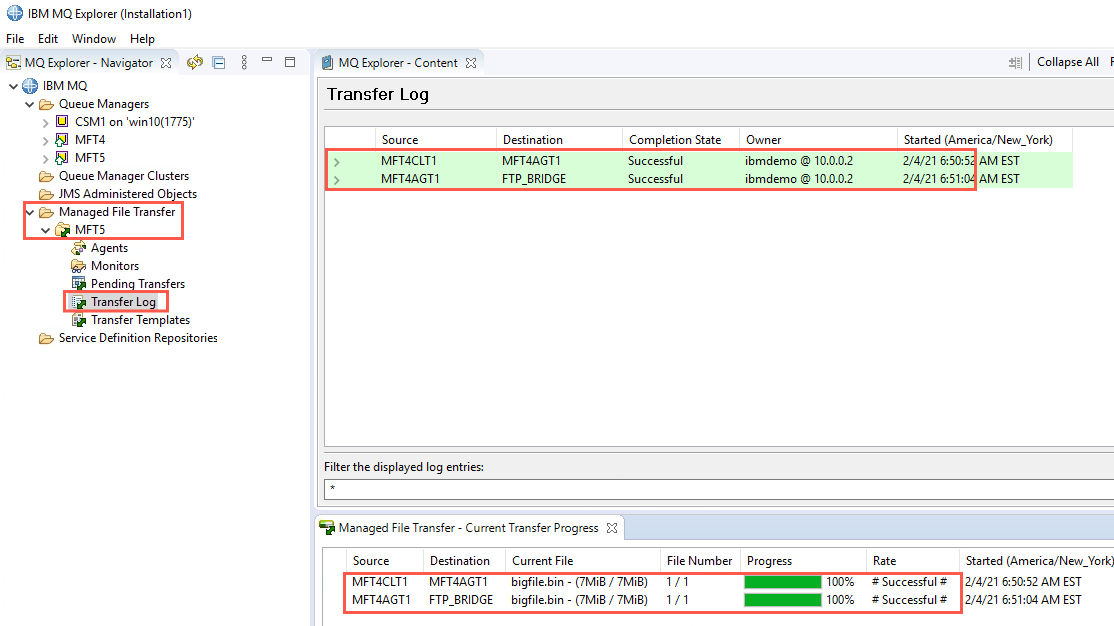 IBM MQ Explorer (Installation1)
File Edit Window Help
MQ Explorer - Navigator
IBM MQ
Queue Managers
CSM1 on 'win10(1775)'
MFT4
MFT5
Queue Manager Clusters
JMS Administered Objects
Managed File Transfer
MFT5
Agents
Monitors
Pending Transfers
Transfer Log
Transfer Templates
Service Definition Repositories
MQ Explorer - Content
Collapse All
Transfer Log
Source Destination Completion State Owner Started (America/New_York)
MFT4CLT1 MFT4AGT1 Successful ibmdemo @ 10.0.0.2 2/4/21 6:50:52 AM EST
MFT4AGT1 FTP_BRIDGE Successful ibmdemo @ 10.0.0.2 2/4/21 6:51:04 AM EST
Filter the displayed log entries:
*
Managed File Transfer - Current Transfer Progress
Source Destination Current File File Number Progress Rate Started (America/New_York)
MFT4CLT1 MFT4AGT1 bigfile.bin - (7MiB / 7MiB) 1 / 1 100% # Successful # 2/4/21 6:50:52 AM EST
MFT4AGT1 FTP_BRIDGE bigfile.bin - (7MiB / 7MiB) 1 / 1 100% # Successful # 2/4/21 6:51:04 AM EST